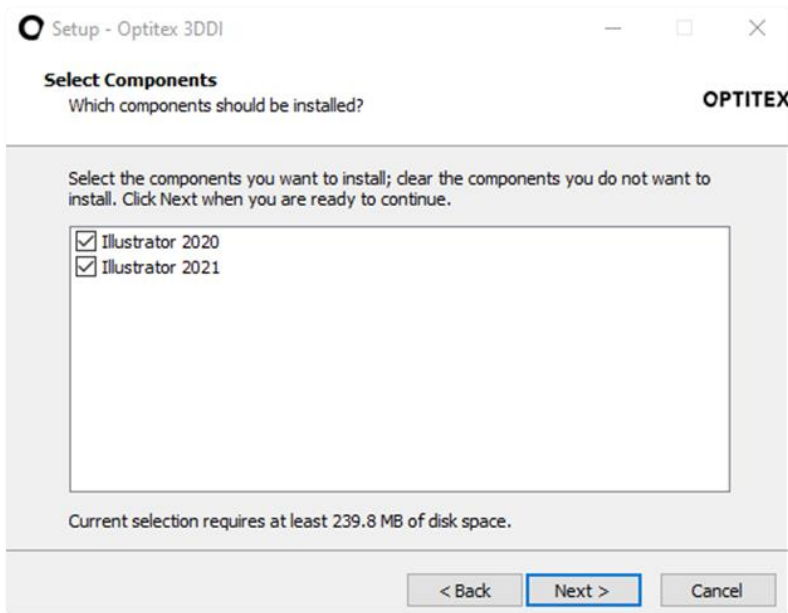 Setup - Optitex 3DDI
Select Components
Which components should be installed?
OPTITEX
Select the components you want to install; clear the components you do not want to
install. Click Next when you are ready to continue.
Illustrator 2020
Illustrator 2021
Current selection requires at least 239.8 MB of disk space.
< Back
Next >
Cancel